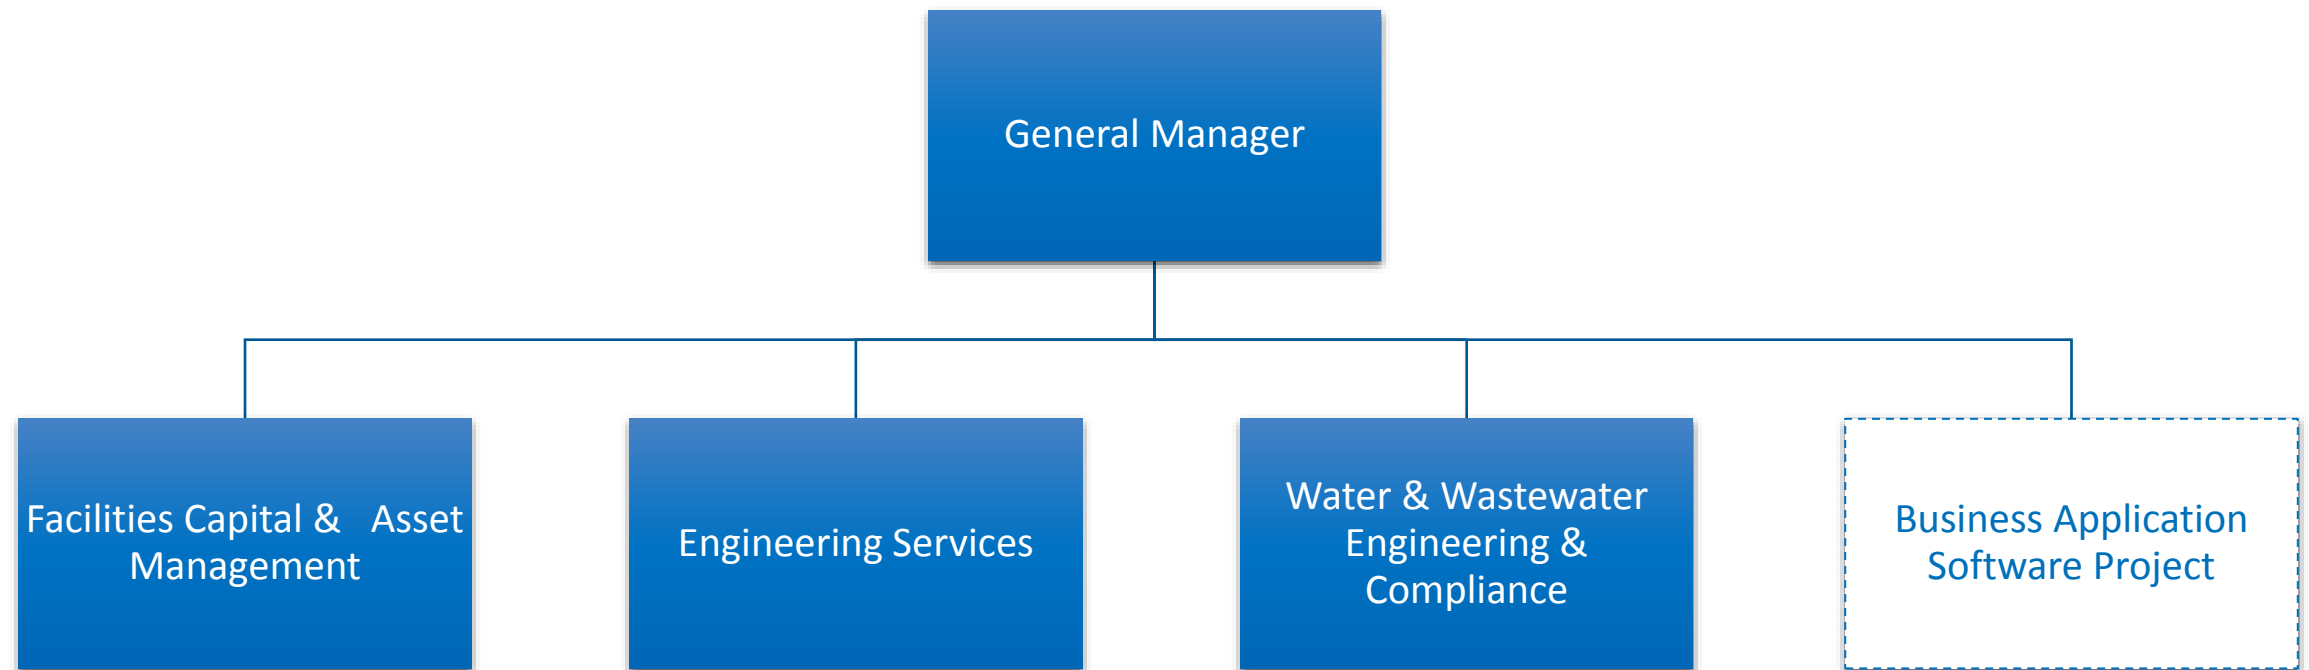 General Manager
Facilities Capital &   Asset
Management
Engineering Services
Water & Wastewater
Engineering &
Compliance
Business Application
Software Project